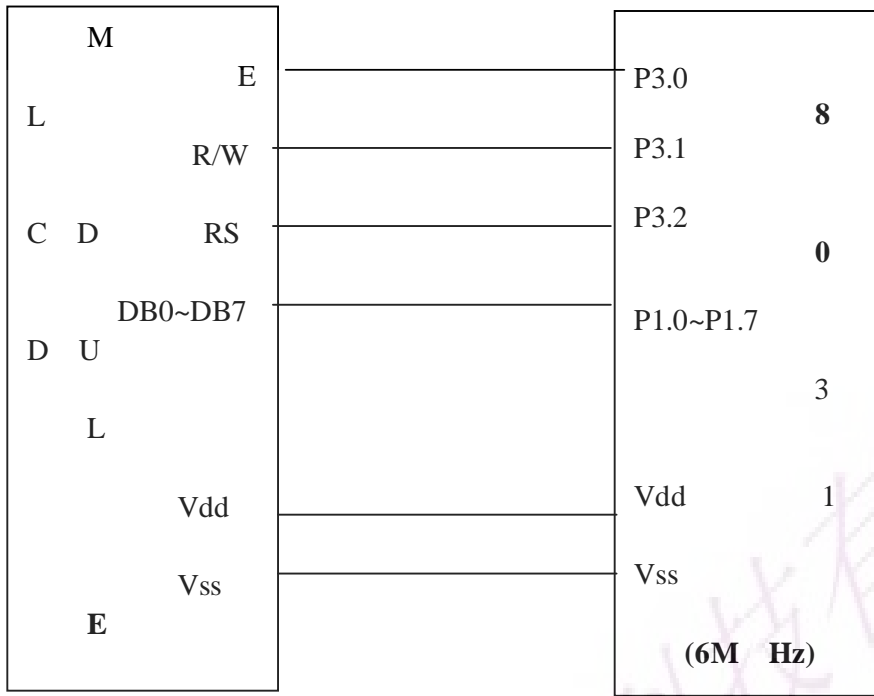 M
E
P3.0
L
8
R/W
P3.1
C D
RS
P3.2
0
DB0~DB7
P1.0~P1.7
D U
3
L
Vdd
Vdd
1
Vss
Vss
E
(6M Hz)